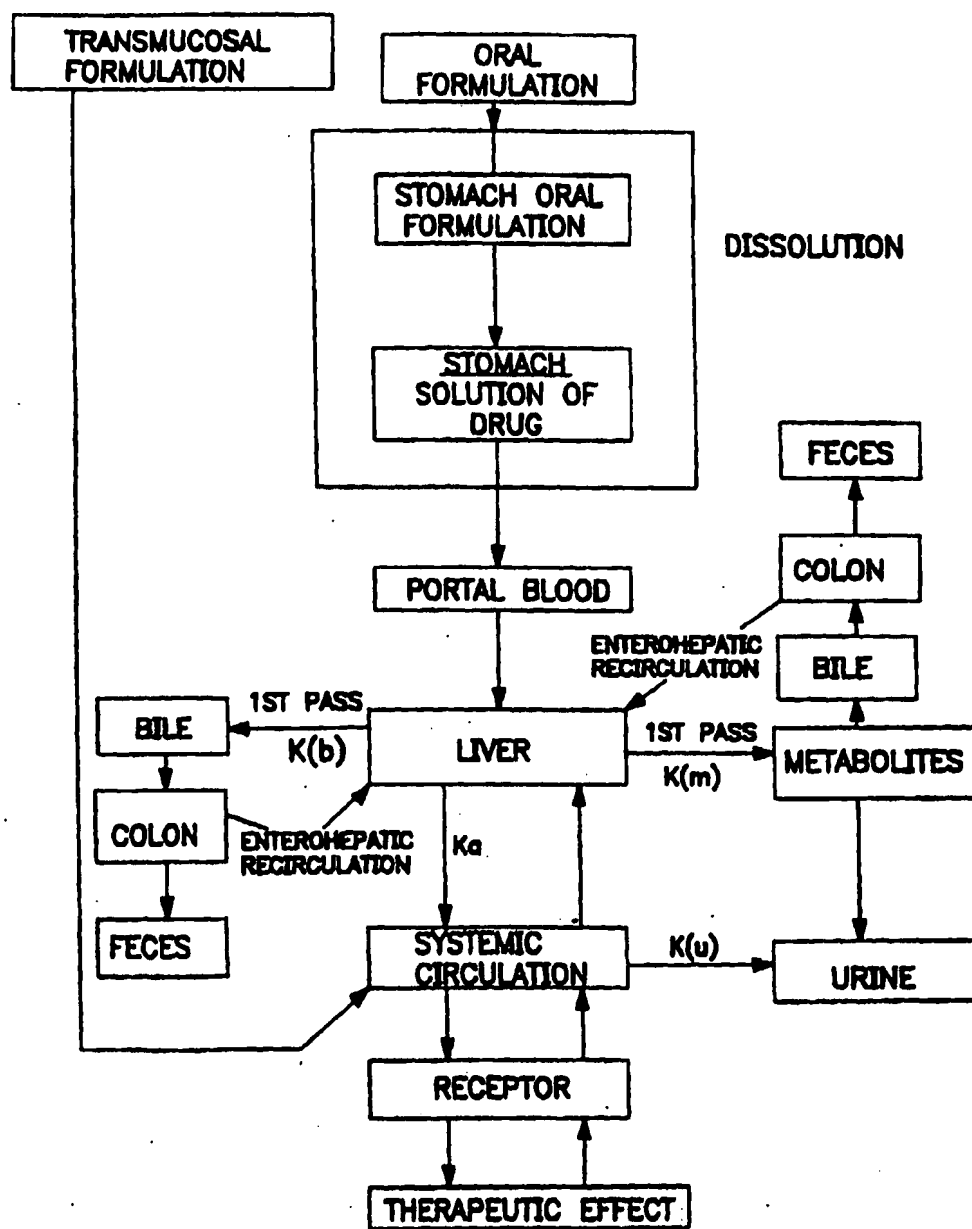 TRANSMUCOSAL
FORMULATION
ORAL
FORMULATION
STOMACH ORAL
FORMULATION
DISSOLUTION
STOMACH
SOLUTION OF
DRUG
FECES
COLON
PORTAL BLOOD
ENTEROHEPATIC
RECIRCULATION
BILE
BILE
1ST PASS
K(b)
LIVER
1ST PASS
K(m)
METABOLITES
COLON
ENTEROHEPATIC
RECIRCULATION
Ka
FECES
SYSTEMIC
CIRCULATION
K(u)
URINE
RECEPTOR
THERAPEUTIC EFFECT